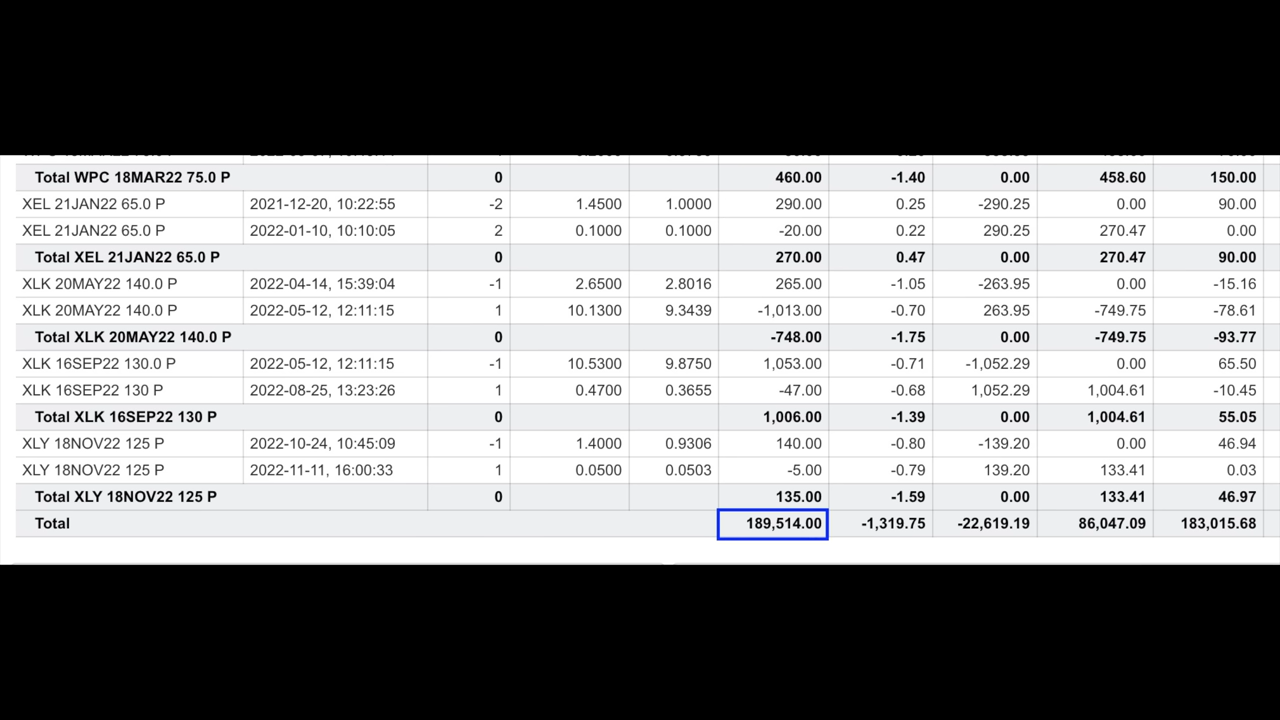 Total WPC 18MAR22 75.0 P 0 460.00 -1.40 0.00 458.60 150.00
XEL 21JAN22 65.0 P 2021-12-20, 10:22:55 -2 1.4500 1.0000 290.00 0.25 -290.25 0.00 90.00
XEL 21JAN22 65.0 P 2022-01-10, 10:10:05 2 0.1000 0.1000 -20.00 0.22 290.25 270.47 0.00
Total XEL 21JAN22 65.0 P 0 270.00 0.47 0.00 270.47 90.00
XLK 20MAY22 140.0 P 2022-04-14, 15:39:04 -1 2.6500 2.8016 265.00 -1.05 -263.95 0.00 -15.16
XLK 20MAY22 140.0 P 2022-05-12, 12:11:15 1 10.1300 9.3439 -1,013.00 -0.70 263.95 -749.75 -78.61
Total XLK 20MAY22 140.0 P 0 -748.00 -1.75 0.00 -749.75 -93.77
XLK 16SEP22 130.0 P 2022-05-12, 12:11:15 -1 10.5300 9.8750 1,053.00 -0.71 -1,052.29 0.00 65.50
XLK 16SEP22 130 P 2022-08-25, 13:23:26 1 0.4700 0.3655 -47.00 -0.68 1,052.29 1,004.61 -10.45
Total XLK 16SEP22 130 P 0 1,006.00 -1.39 0.00 1,004.61 55.05
XLY 18NOV22 125 P 2022-10-24, 10:45:09 -1 1.4000 0.9306 140.00 -0.80 -139.20 0.00 46.94
XLY 18NOV22 125 P 2022-11-11, 16:00:33 1 0.0500 0.0503 -5.00 -0.79 139.20 133.41 0.03
Total XLY 18NOV22 125 P 0 135.00 -1.59 0.00 133.41 46.97
Total 189,514.00 -1,319.75 -22,619.19 86,047.09 183,015.68